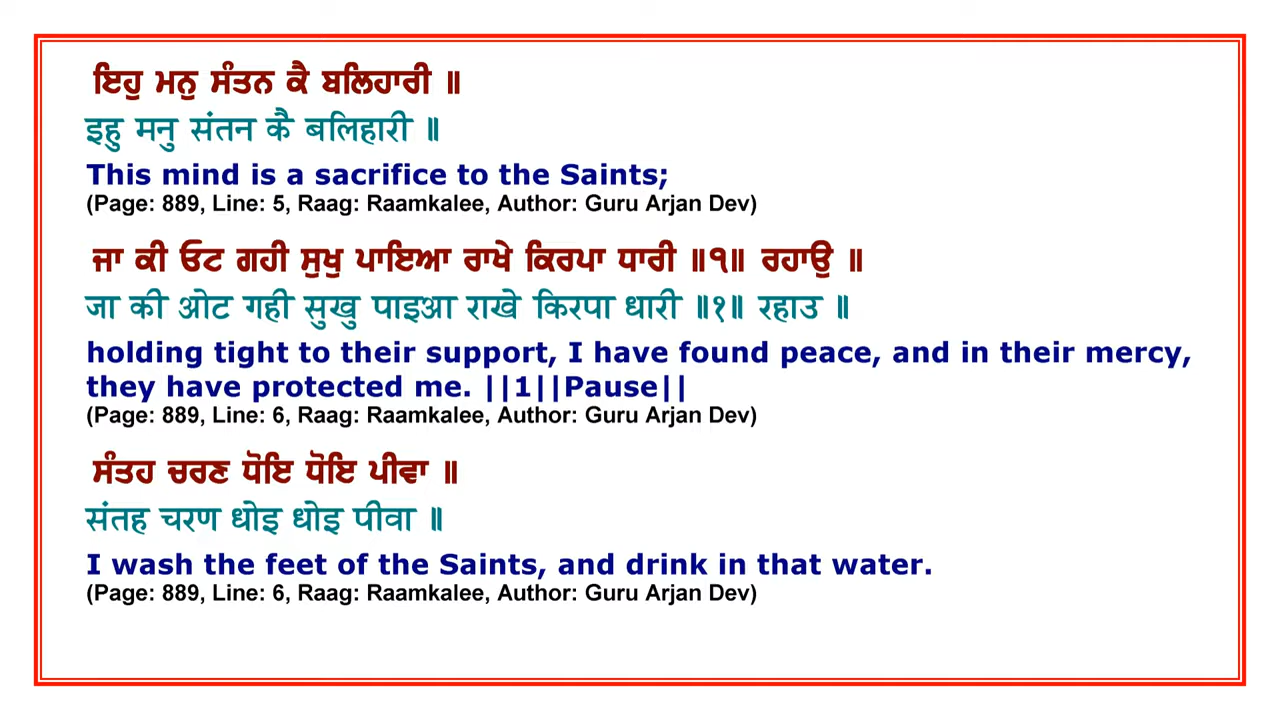 ਇਹੁ ਮਨੁ ਸੰਤਨ ਕੈ ਬਲਿਹਾਰੀ ॥
इहु मनु संतन कै बलिहारी ॥
This mind is a sacrifice to the Saints;
(Page: 889, Line: 5, Raag: Raamkalee, Author: Guru Arjan Dev)
ਜਾ ਕੀ ਓਟ ਗਹੀ ਸੁਖੁ ਪਾਇਆ ਰਾਖੇ ਕਿਰਪਾ ਧਾਰੀ ॥੧॥ ਰਹਾਉ ॥
जा की ओट गही सुखु पाइआ राखे किरपा धारी ॥१॥ रहाउ ॥
holding tight to their support, I have found peace, and in their mercy,
they have protected me. ||1||Pause||
(Page: 889, Line: 6, Raag: Raamkalee, Author: Guru Arjan Dev)
ਸੰਤਹ ਚਰਣ ਧੋਇ ਧੋਇ ਪੀਵਾ ॥
संतह चरण धोइ धोइ पीवा ॥
I wash the feet of the Saints, and drink in that water.
(Page: 889, Line: 6, Raag: Raamkalee, Author: Guru Arjan Dev)